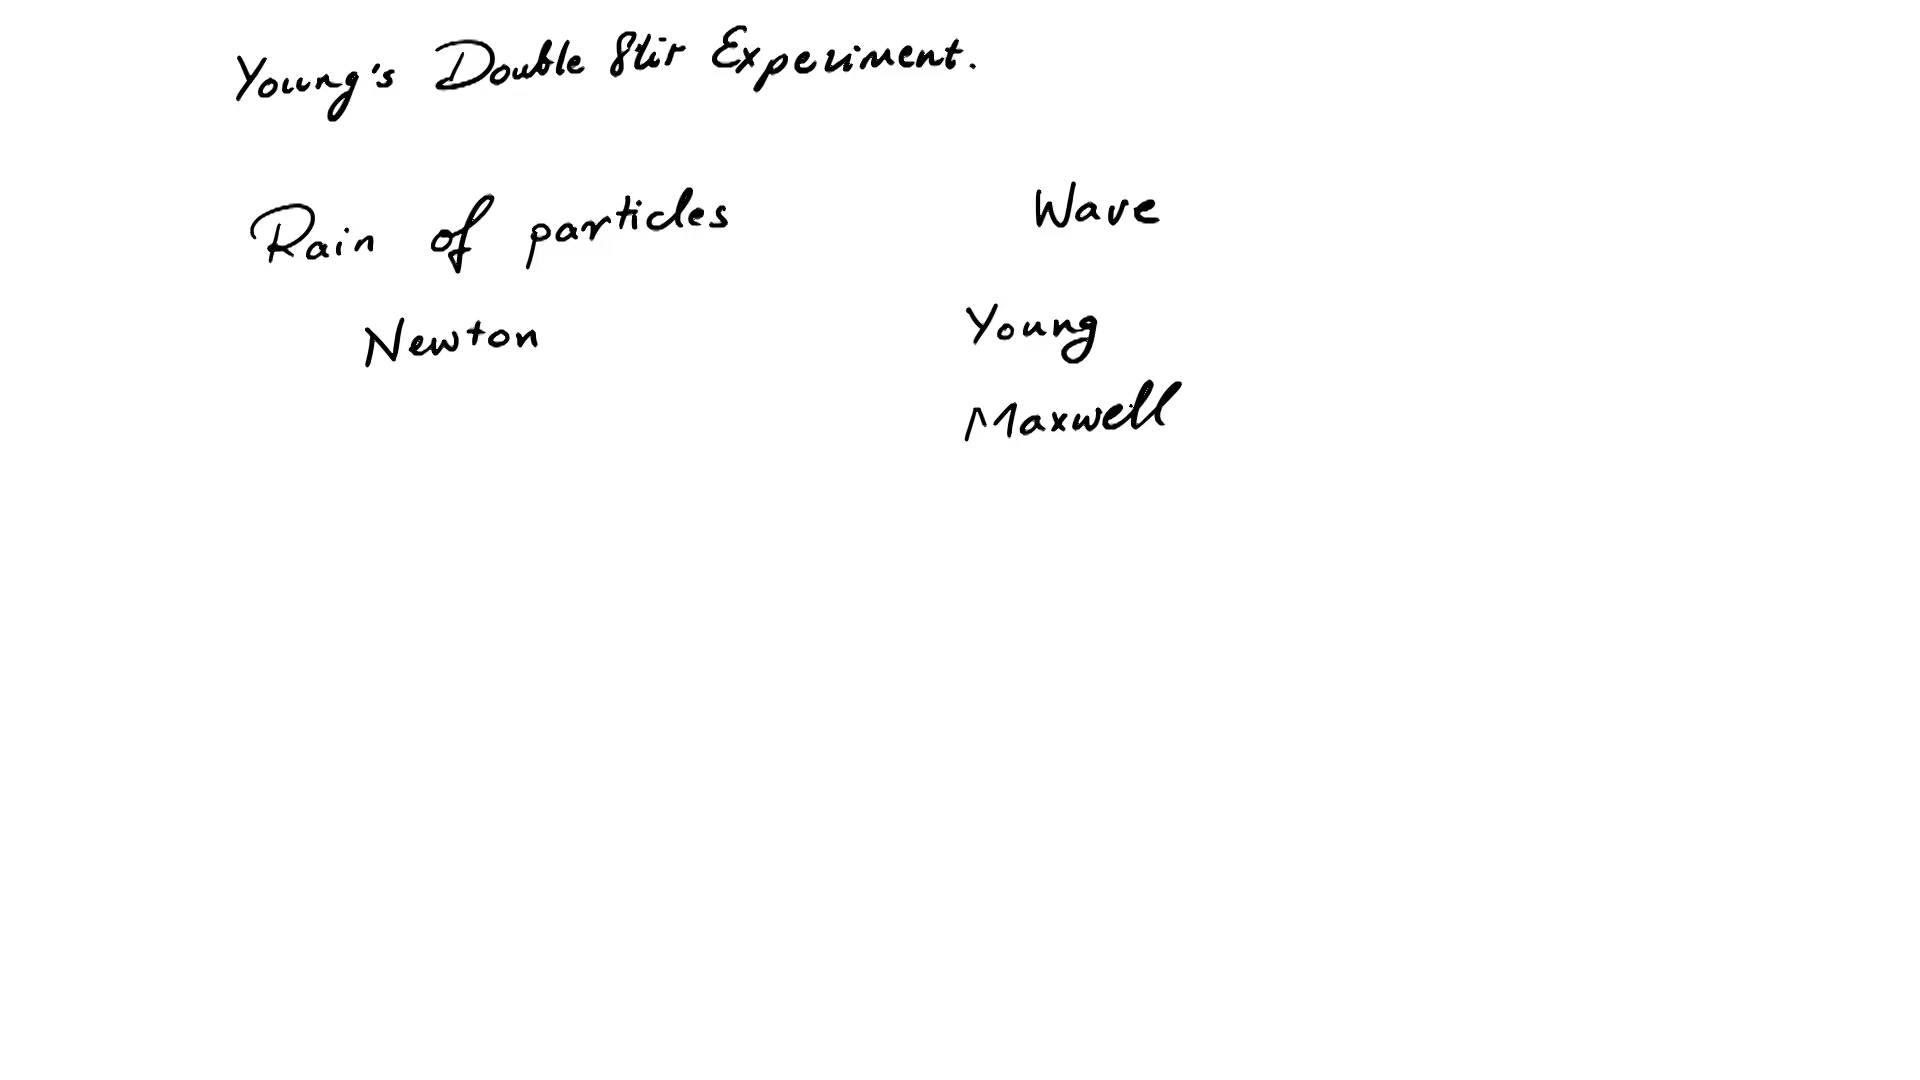 Young's Double Slit Experiment.
Rain of particles
Wave
Newton
Young
Maxwell